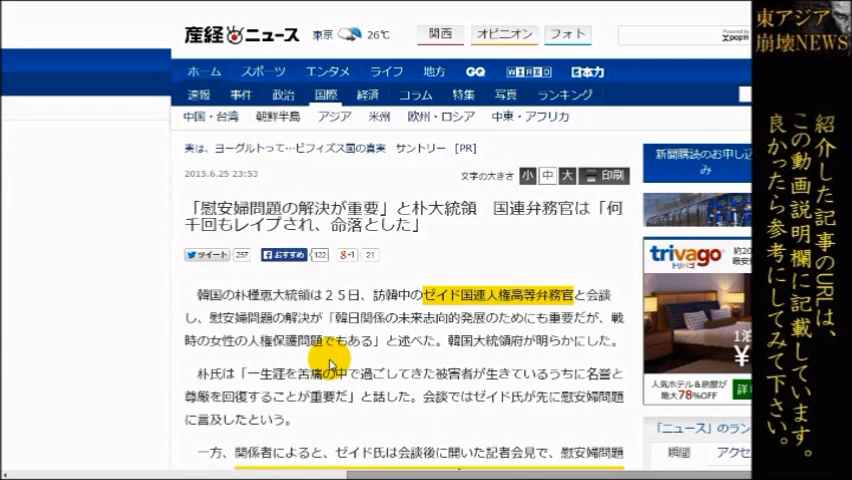 産経ニュース
東京 26℃
関西 オピニオン フォト
ホーム スポーツ エンタメ ライフ 地方 GQ WIRED 日本力
速報 事件 政治 国際 経済 コラム 特集 写真 ランキング
中国・台湾 朝鮮半島 アジア 米州 欧州・ロシア 中東・アフリカ
実は、ヨーグルトって…ビフィズス菌の真実 サントリー [PR]
2015.6.25 23:53
文字の大きさ 小 中 大 印刷
「慰安婦問題の解決が重要」と朴大統領 国連弁務官は「何
千回もレイプされ、命落とした」
ツイート 257 おすすめ 122 g+1 21
韓国の朴槿恵大統領は２５日、訪韓中のゼイド国連人権高等弁務官と会談
し、慰安婦問題の解決が「韓日関係の未来志向的発展のためにも重要だが、戦
時の女性の人権保護問題でもある」と述べた。韓国大統領府が明らかにした。
朴氏は「一生涯を苦痛の中で過ごしてきた被害者が生きているうちに名誉と
尊厳を回復することが重要だ」と話した。会談ではゼイド氏が先に慰安婦問題
に言及したという。
一方、関係者によると、ゼイド氏は会談後に開いた記者会見で、慰安婦問題
Powered by
新聞購読のお申し込
み
trivago
トリバゴ
約20
¥
人気ホテル&旅館が
最大78%OFF
詳
「ニュース」のラン
瞬間 アクセ
東アジア
崩壊NEWS
紹介した記事のURLは、
この動画説明欄に記載しています。
良かったら参考にしてみて下さい。